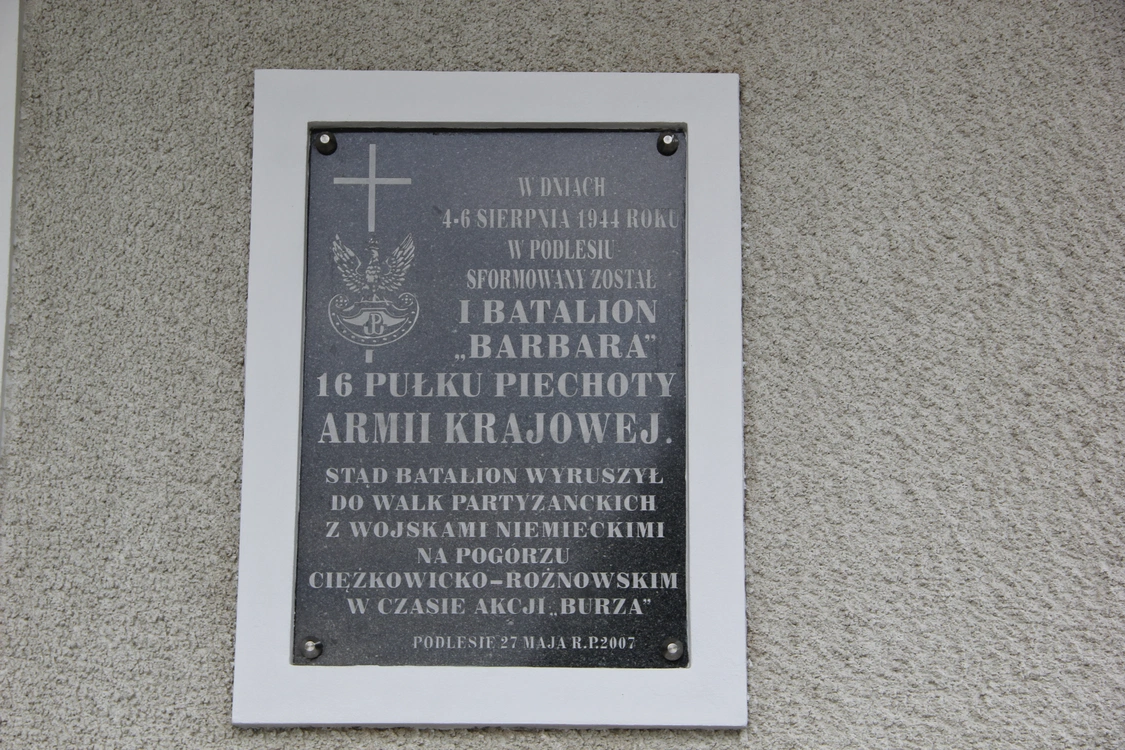 W DNIACH
4-6 SIERPNIA 1944 ROKU
W PODLESIU
SFORMOWANY ZOSTAŁ
I BATALION
„BARBARA”
16 PUŁKU PIECHOTY
ARMII KRAJOWEJ.
STĄD BATALION WYRUSZYŁ
DO WALK PARTYZANCKICH
Z WOJSKAMI NIEMIECKIMI
NA POGÓRZU
CIĘŻKOWICKO-ROŻNOWSKIM
W CZASIE AKCJI „BURZA”
PODLESIE 27 MAJA R.P.2007